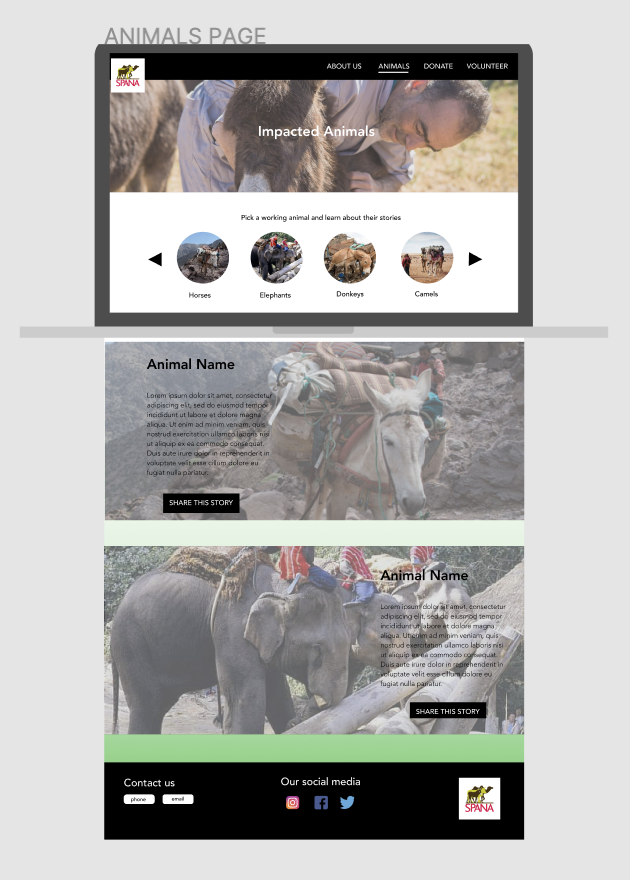 ANIMALS PAGE
SPANA
ABOUT US ANIMALS DONATE VOLUNTEER
Impacted Animals
Pick a working animal and learn about their stories
Horses Elephants Donkeys Camels
Animal Name
Lorem ipsum dolor sit amet, consectetur
adipiscing elit, sed do eiusmod tempor
incididunt ut labore et dolore magna
aliqua. Ut enim ad minim veniam, quis
nostrud exercitation ullamco laboris nisi
ut aliquip ex ea commodo consequat.
Duis aute irure dolor in reprehenderit in
voluptate velit esse cillum dolore eu
fugiat nulla pariatur.
SHARE THIS STORY
Animal Name
Lorem ipsum dolor sit amet, consectetur
adipiscing elit, sed do eiusmod tempor
incididunt ut labore et dolore magna
aliqua. Ut enim ad minim veniam, quis
nostrud exercitation ullamco laboris nisi
ut aliquip ex ea commodo consequat.
Duis aute irure dolor in reprehenderit in
voluptate velit esse cillum dolore eu
fugiat nulla pariatur.
SHARE THIS STORY
Contact us
phone email
Our social media
SPANA